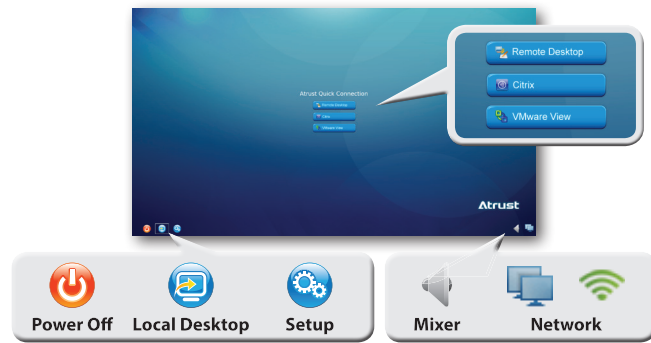 Remote Desktop
Citrix
VMware View
Atrust Quick Connection
Remote Desktop
Citrix
VMware View
Atrust
Power Off Local Desktop Setup
Mixer Network